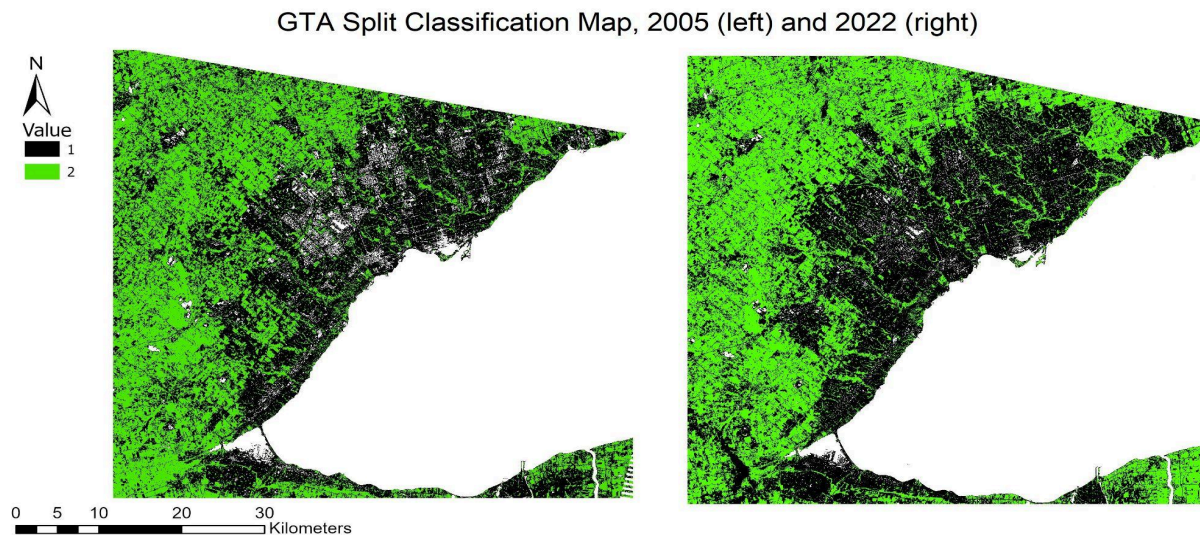 GTA Split Classification Map, 2005 (left) and 2022 (right)
N
Value
1
2
0 5 10 20 30
Kilometers